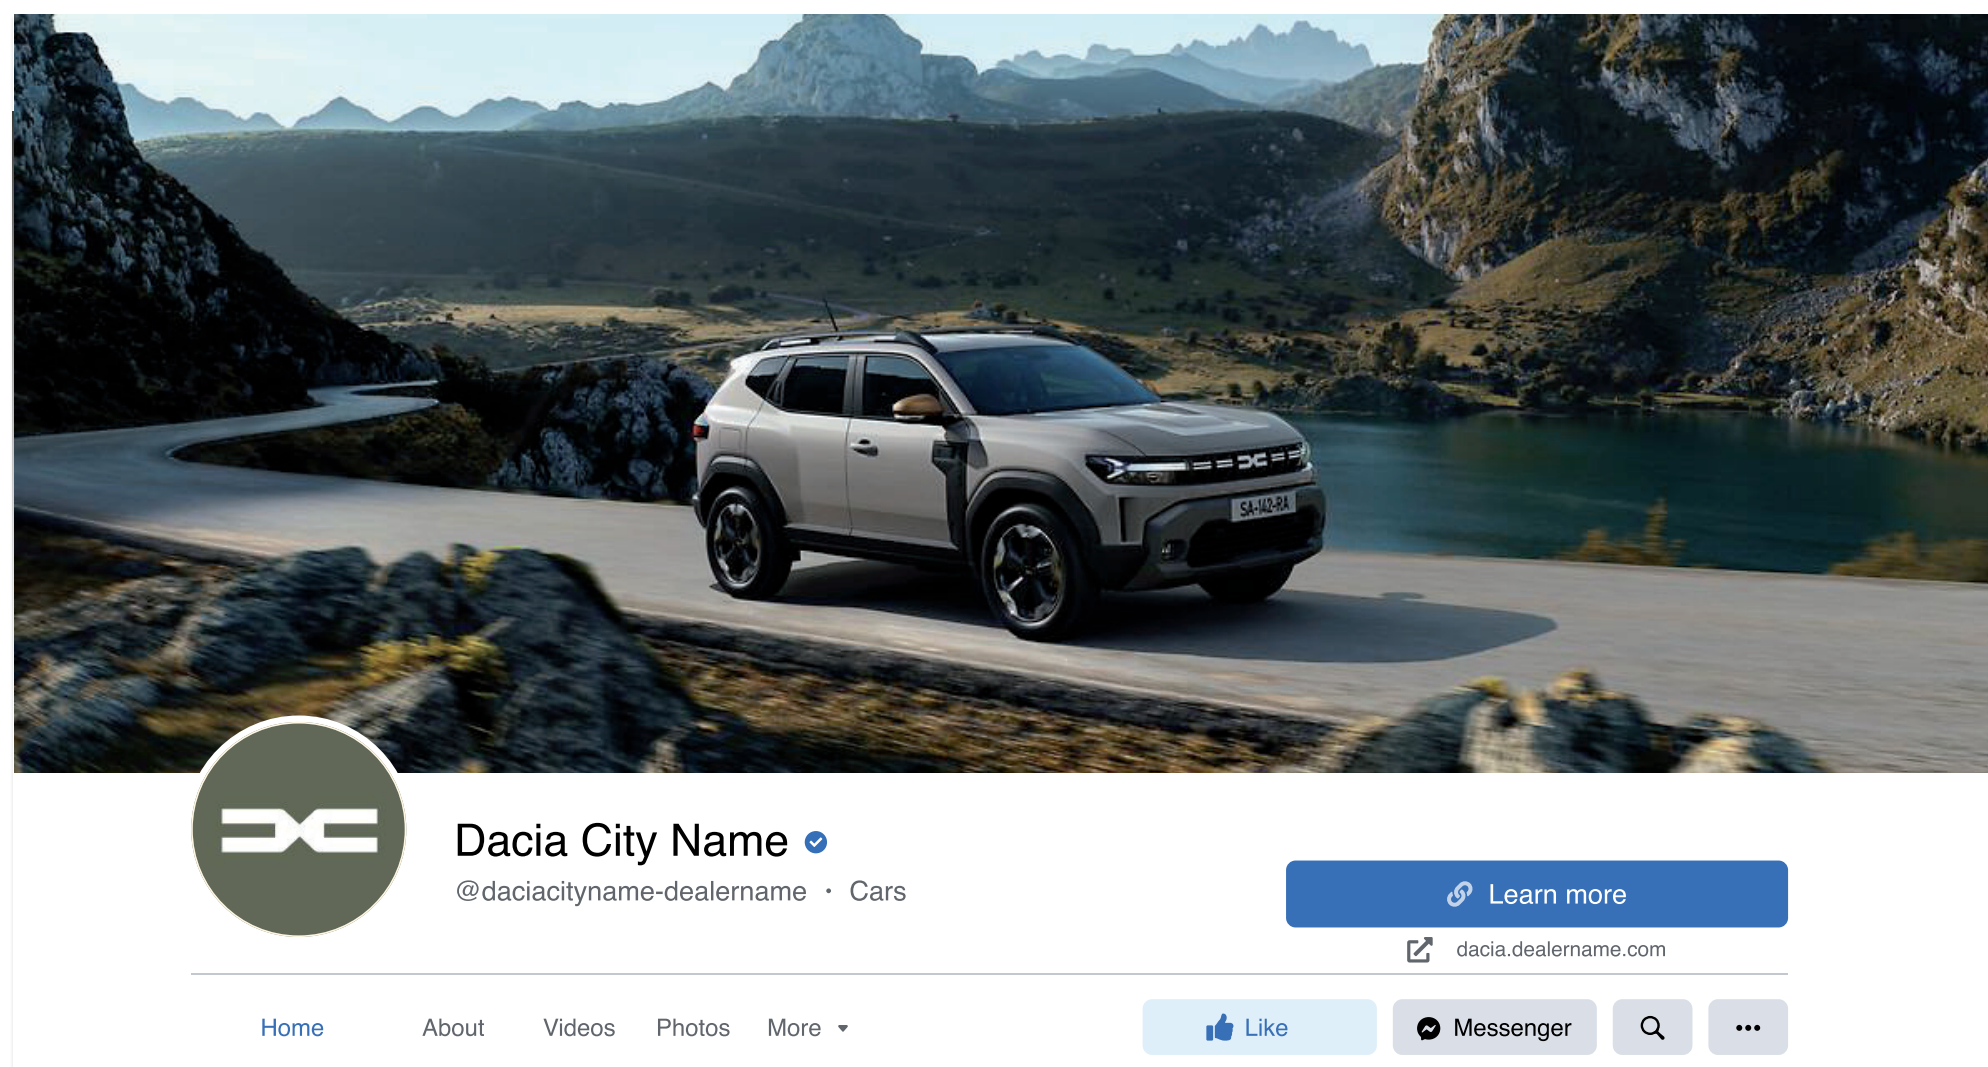 SA-142-RA
Dacia City Name
@daciacityname-dealername · Cars
Learn more
dacia.dealername.com
Home About Videos Photos More
Like Messenger